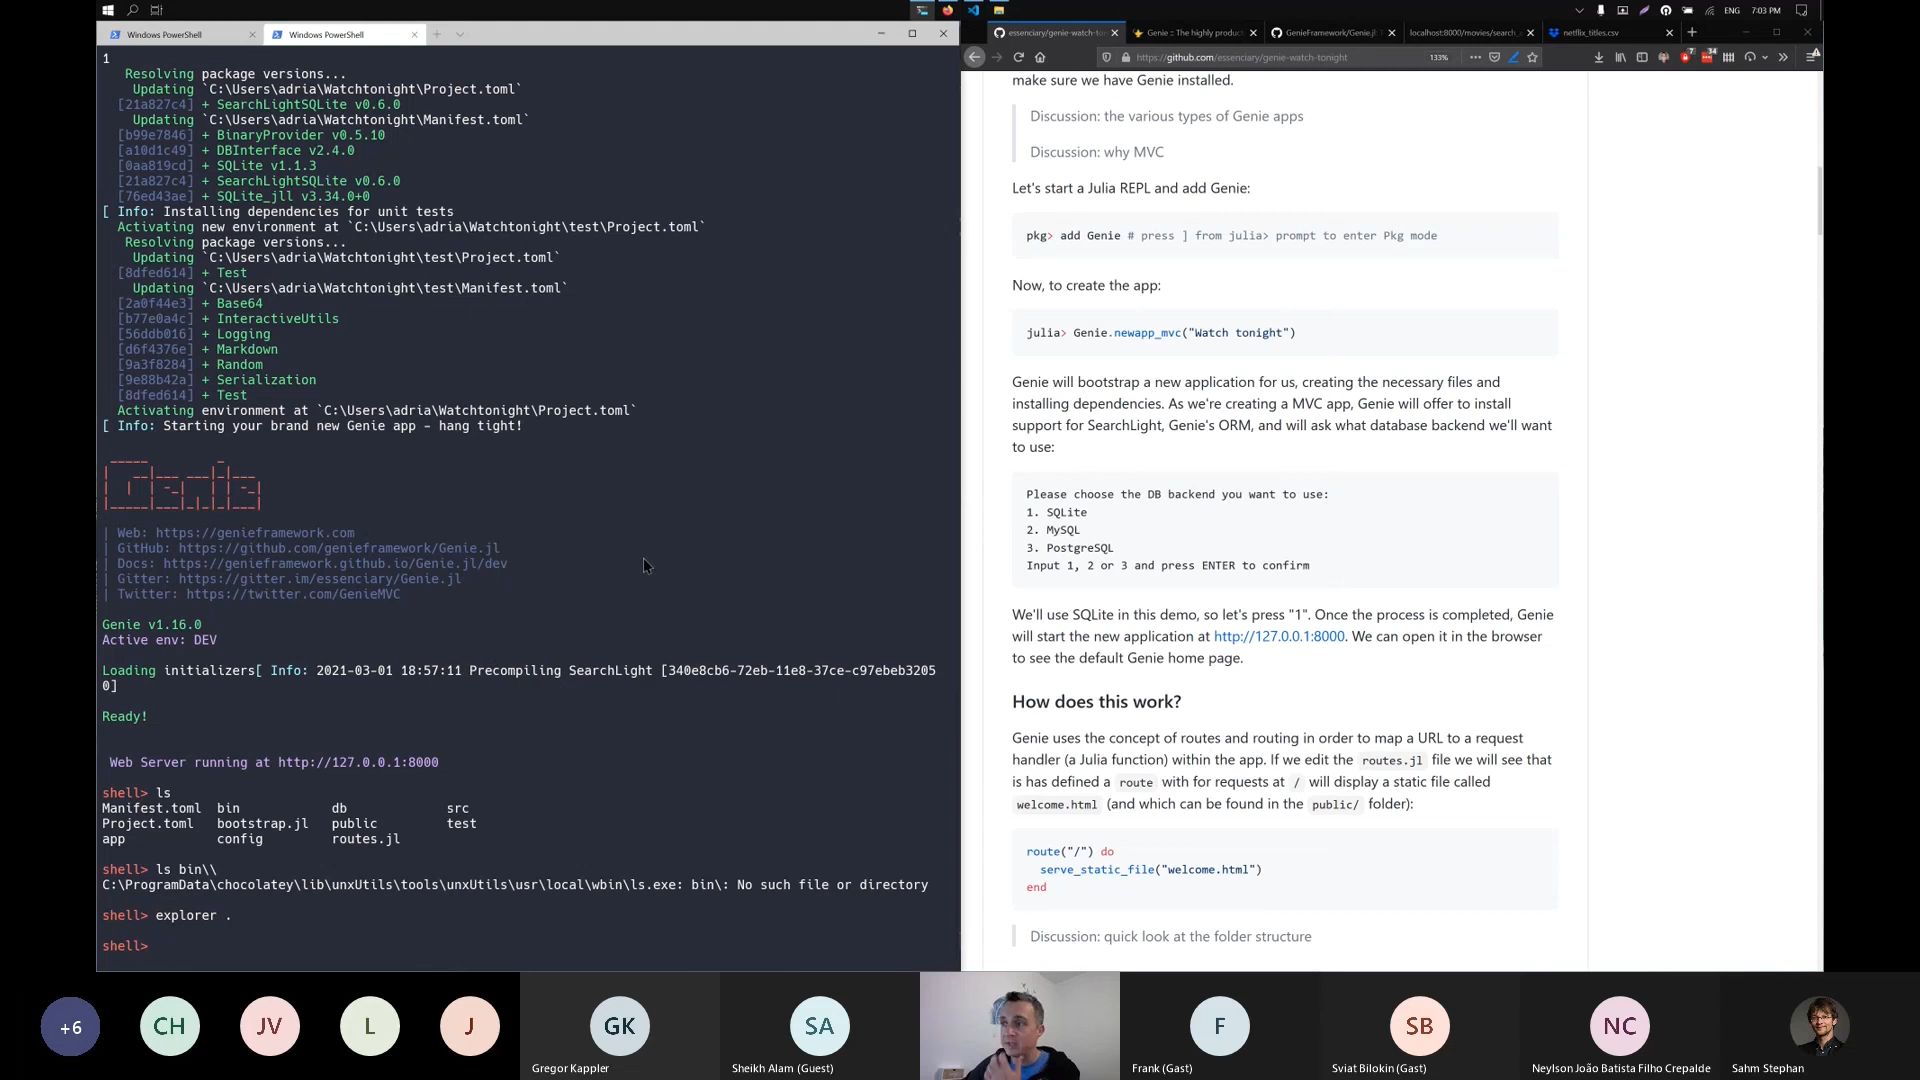 ENG
7:03 PM
Windows PowerShell
Windows PowerShell
1
Resolving package versions...
Updating `C:\Users\adria\Watchtonight\Project.toml`
[21a827c4] + SearchLightSQLite v0.6.0
Updating `C:\Users\adria\Watchtonight\Manifest.toml`
[b99e7846] + BinaryProvider v0.5.10
[a10d1c49] + DBInterface v2.4.0
[0aa819cd] + SQLite v1.1.3
[21a827c4] + SearchLightSQLite v0.6.0
[76ed43ae] + SQLite_jll v3.34.0+0
[ Info: Installing dependencies for unit tests
Activating new environment at `C:\Users\adria\Watchtonight\test\Project.toml`
Resolving package versions...
Updating `C:\Users\adria\Watchtonight\test\Project.toml`
[8dfed614] + Test
Updating `C:\Users\adria\Watchtonight\test\Manifest.toml`
[2a0f44e3] + Base64
[b77e0a4c] + InteractiveUtils
[56ddb016] + Logging
[d6f4376e] + Markdown
[9a3f8284] + Random
[9e88b42a] + Serialization
[8dfed614] + Test
Activating environment at `C:\Users\adria\Watchtonight\Project.toml`
[ Info: Starting your brand new Genie app - hang tight!
Genie
| Web: https://genieframework.com
| GitHub: https://github.com/genieframework/Genie.jl
| Docs: https://genieframework.github.io/Genie.jl/dev
| Gitter: https://gitter.im/essenciary/Genie.jl
| Twitter: https://twitter.com/GenieMVC
Genie v1.16.0
Active env: DEV
Loading initializers[ Info: 2021-03-01 18:57:11 Precompiling SearchLight [340e8cb6-72eb-11e8-37ce-c97ebeb3205
0]
Ready!
Web Server running at http://127.0.0.1:8000
shell> ls
Manifest.toml bin db src
Project.toml bootstrap.jl public test
app config routes.jl
shell> ls bin\\
C:\ProgramData\chocolatey\lib\unxUtils\tools\unxUtils\usr\local\wbin\ls.exe: bin\: No such file or directory
shell> explorer .
shell>
essenciary/genie-watch-ton
Genie :: The highly produc
GenieFramework/Genie.jl:
localhost:8000/movies/search_
netflix_titles.csv
https://github.com/essenciary/genie-watch-tonight
133%
make sure we have Genie installed.
Discussion: the various types of Genie apps
Discussion: why MVC
Let's start a Julia REPL and add Genie:
pkg> add Genie # press ] from julia> prompt to enter Pkg mode
Now, to create the app:
julia> Genie.newapp_mvc("Watch tonight")
Genie will bootstrap a new application for us, creating the necessary files and
installing dependencies. As we're creating a MVC app, Genie will offer to install
support for SearchLight, Genie's ORM, and will ask what database backend we'll want
to use:
Please choose the DB backend you want to use:
1. SQLite
2. MySQL
3. PostgreSQL
Input 1, 2 or 3 and press ENTER to confirm
We'll use SQLite in this demo, so let's press "1". Once the process is completed, Genie
will start the new application at http://127.0.0.1:8000. We can open it in the browser
to see the default Genie home page.
How does this work?
Genie uses the concept of routes and routing in order to map a URL to a request
handler (a Julia function) within the app. If we edit the routes.jl file we will see that
is has defined a route with for requests at / will display a static file called
welcome.html (and which can be found in the public/ folder):
route("/") do
serve_static_file("welcome.html")
end
Discussion: quick look at the folder structure
+6
CH
JV
L
J
GK
SA
F
SB
NC
Gregor Kappler
Sheikh Alam (Guest)
Frank (Gast)
Sviat Bilokin (Gast)
Neylson João Batista Filho Crepalde
Sahm Stephan